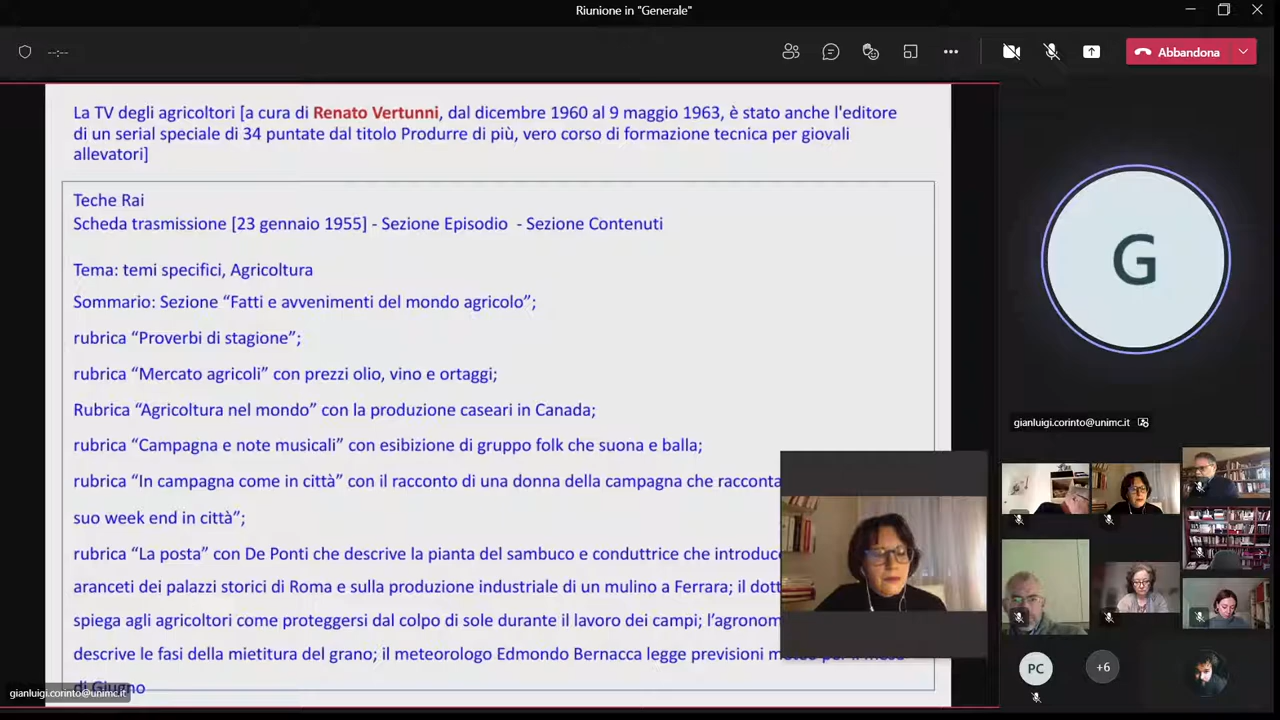 Riunione in "Generale"
--:--
Abbandona
La TV degli agricoltori [a cura di Renato Vertunni, dal dicembre 1960 al 9 maggio 1963, è stato anche l'editore
di un serial speciale di 34 puntate dal titolo Produrre di più, vero corso di formazione tecnica per giovali
allevatori]
Teche Rai
Scheda trasmissione [23 gennaio 1955] - Sezione Episodio - Sezione Contenuti
Tema: temi specifici, Agricoltura
Sommario: Sezione “Fatti e avvenimenti del mondo agricolo”;
rubrica “Proverbi di stagione”;
rubrica “Mercato agricoli” con prezzi olio, vino e ortaggi;
Rubrica “Agricoltura nel mondo” con la produzione caseari in Canada;
rubrica “Campagna e note musicali” con esibizione di gruppo folk che suona e balla;
rubrica “In campagna come in città” con il racconto di una donna della campagna che racconta
suo week end in città”;
rubrica “La posta” con De Ponti che descrive la pianta del sambuco e conduttrice che introduce
aranceti dei palazzi storici di Roma e sulla produzione industriale di un mulino a Ferrara; il
spiega agli agricoltori come proteggersi dal colpo di sole durante il lavoro dei campi;
descrive le fasi della mietitura del grano; il meteorologo Edmondo Bernacca legge previsioni
di Giugno
gianluigi.corinto@unimc.it
G
gianluigi.corinto@unimc.it
PC
+6